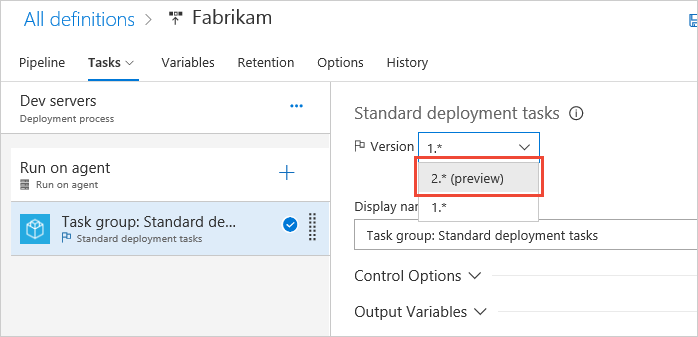 All definitions > Fabrikam
Pipeline Tasks Variables Retention Options History
Dev servers
Deployment process
Run on agent
Run on agent
Task group: Standard de...
Standard deployment tasks
Standard deployment tasks
Version 1.*
2.* (preview)
1.*
Display nar
Task group: Standard deployment tasks
Control Options
Output Variables